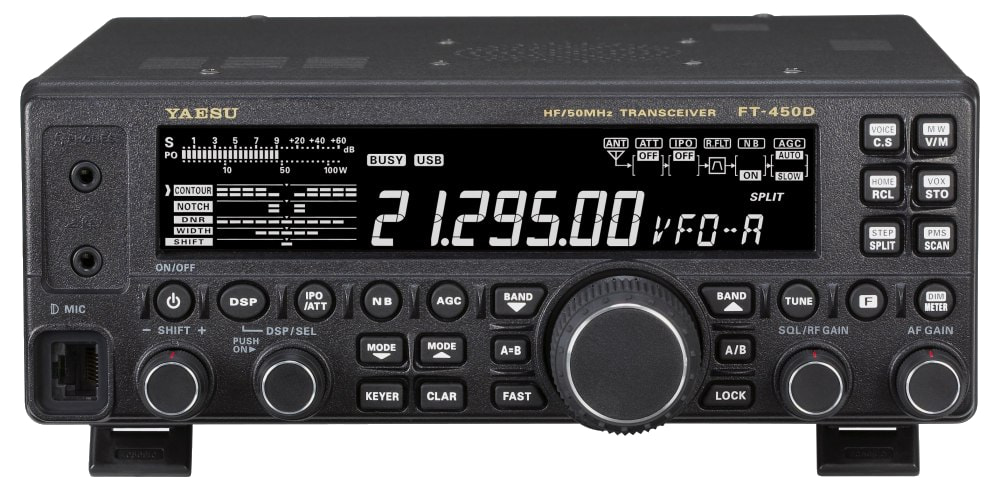 YAESU
HF/50MHz TRANSCEIVER FT-450D
S 1 3 5 7 9 +20 +40 +60 dB
PO
10 50 100W
BUSY USB
ANT ATT IPO R.FLT NB AGC
OFF OFF ON AUTO SLOW
CONTOUR
NOTCH
DNR
WIDTH
SHIFT
21.295.00 VFO-A
SPLIT
VOICE C.S
MW V/M
HOME RCL
VOX STO
STEP SPLIT
PMS SCAN
ON/OFF
DSP
IPO /ATT
NB
AGC
BAND
BAND
TUNE
F
DIM METER
MIC
− SHIFT +
DSP/SEL
PUSH ON
MODE
MODE
A=B
A/B
SQL/RF GAIN
AF GAIN
KEYER
CLAR
FAST
LOCK